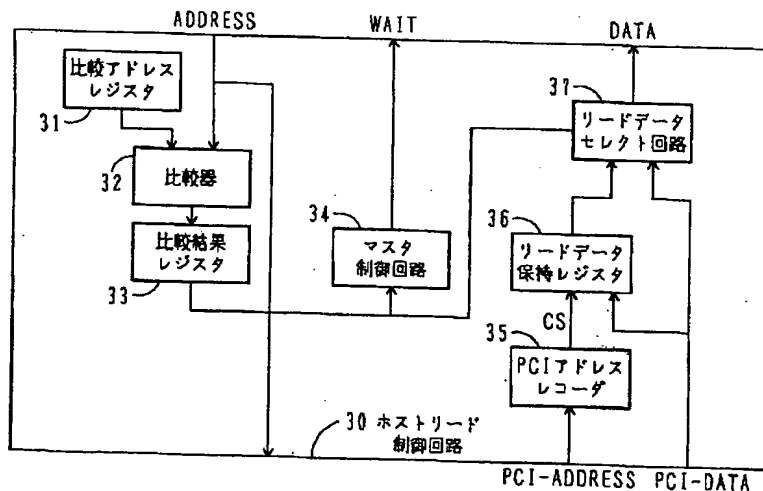 ADDRESS
WAIT
DATA
比較アドレス
レジスタ
31
32
比較器
比較結果
レジスタ
33
34
マスタ
制御回路
37
リードデータ
セレクト回路
36
リードデータ
保持レジスタ
CS
35
PCIアドレス
レコーダ
30 ホストリード
制御回路
PCI-ADDRESS
PCI-DATA